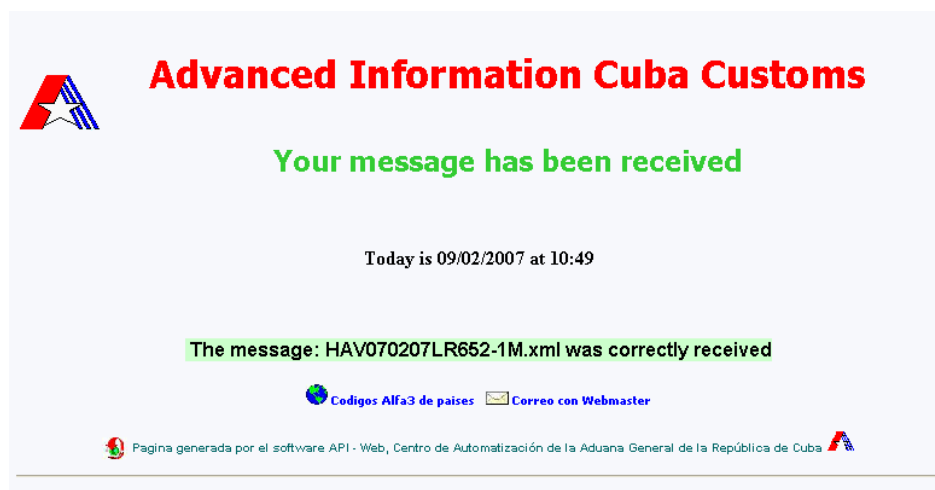 Advanced Information Cuba Customs
Your message has been received
Today is 09/02/2007 at 10:49
The message: HAV070207LR652-1M.xml was correctly received
Codigos Alfa3 de paises Correo con Webmaster
Pagina generada por el software API - Web, Centro de Automatización de la Aduana General de la República de Cuba